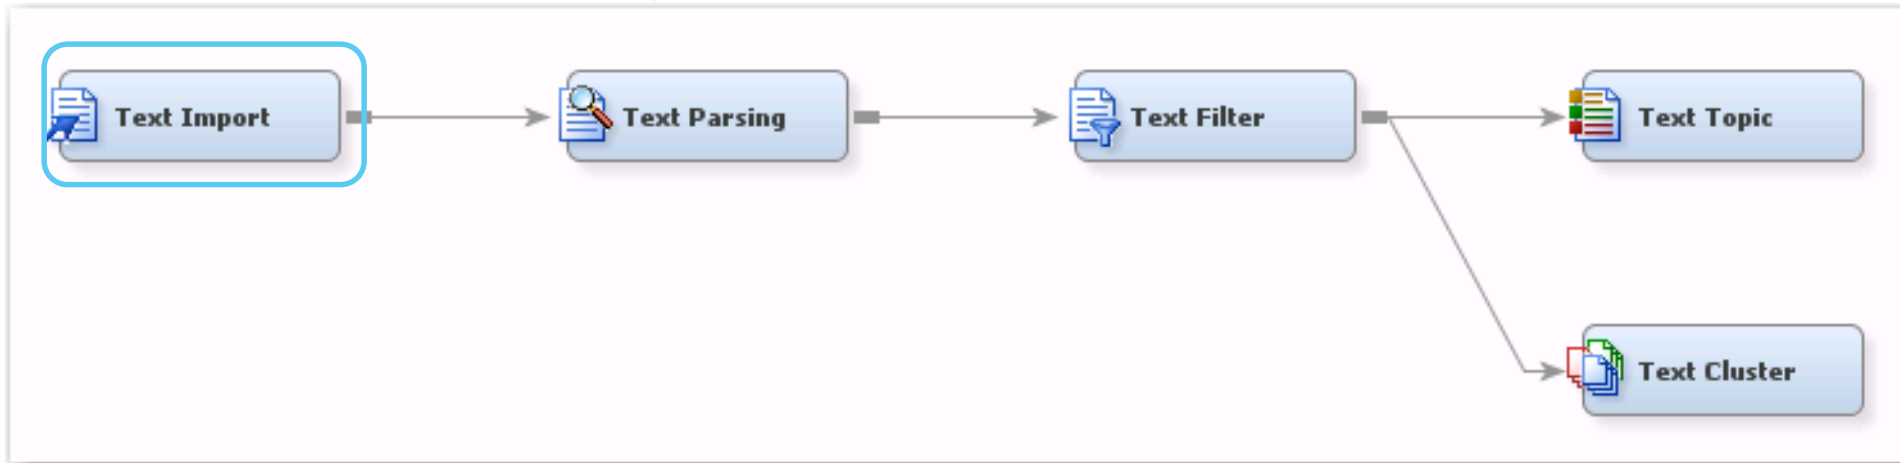 Text Import
Text Parsing
Text Filter
Text Topic
Text Cluster